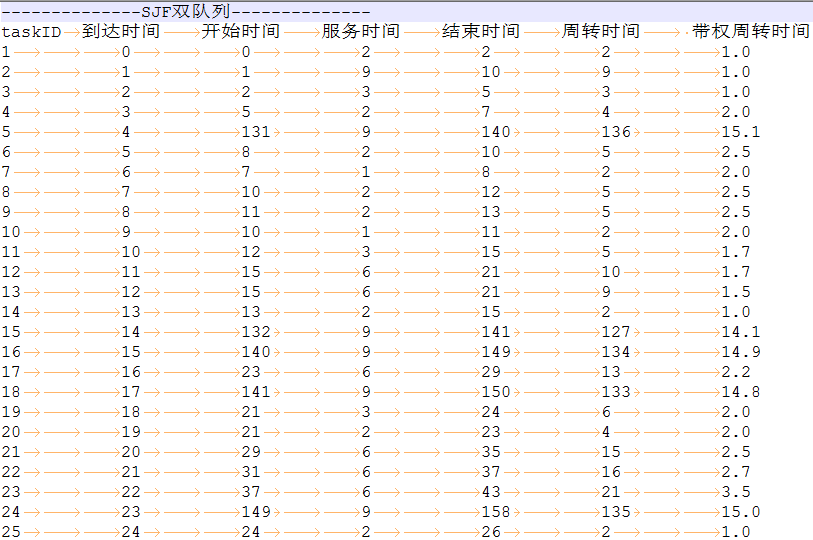 --------------SJF双队列--------------
taskID 到达时间 开始时间 服务时间 结束时间 周转时间 带权周转时间
1 0 0 2 2 2 1.0
2 1 1 9 10 9 1.0
3 2 2 3 5 3 1.0
4 3 5 2 7 4 2.0
5 4 131 9 140 136 15.1
6 5 8 2 10 5 2.5
7 6 7 1 8 2 2.0
8 7 10 2 12 5 2.5
9 8 11 2 13 5 2.5
10 9 10 1 11 2 2.0
11 10 12 3 15 5 1.7
12 11 15 6 21 10 1.7
13 12 15 6 21 9 1.5
14 13 13 2 15 2 1.0
15 14 132 9 141 127 14.1
16 15 140 9 149 134 14.9
17 16 23 6 29 13 2.2
18 17 141 9 150 133 14.8
19 18 21 3 24 6 2.0
20 19 21 2 23 4 2.0
21 20 29 6 35 15 2.5
22 21 31 6 37 16 2.7
23 22 37 6 43 21 3.5
24 23 149 9 158 135 15.0
25 24 24 2 26 2 1.0